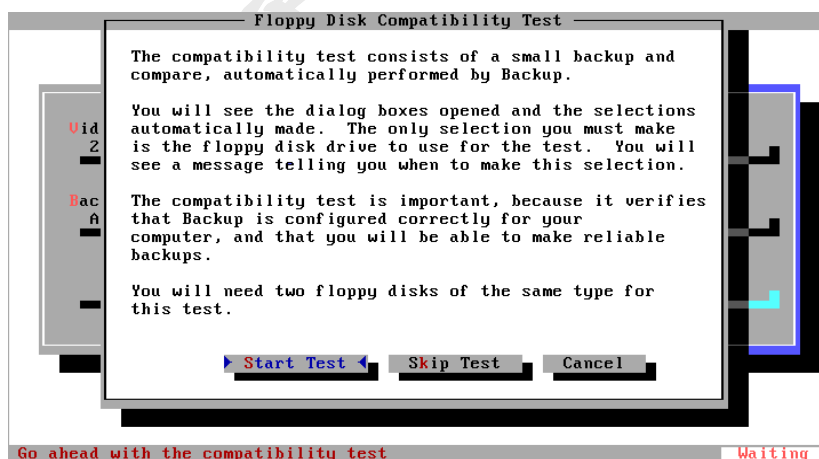 Floppy Disk Compatibility Test
The compatibility test consists of a small backup and
compare, automatically performed by Backup.
You will see the dialog boxes opened and the selections
automatically made. The only selection you must make
is the floppy disk drive to use for the test. You will
see a message telling you when to make this selection.
The compatibility test is important, because it verifies
that Backup is configured correctly for your
computer, and that you will be able to make reliable
backups.
You will need two floppy disks of the same type for
this test.
Start Test Skip Test Cancel
Vid
2
Bac
A
Go ahead with the compatibility test Waiting